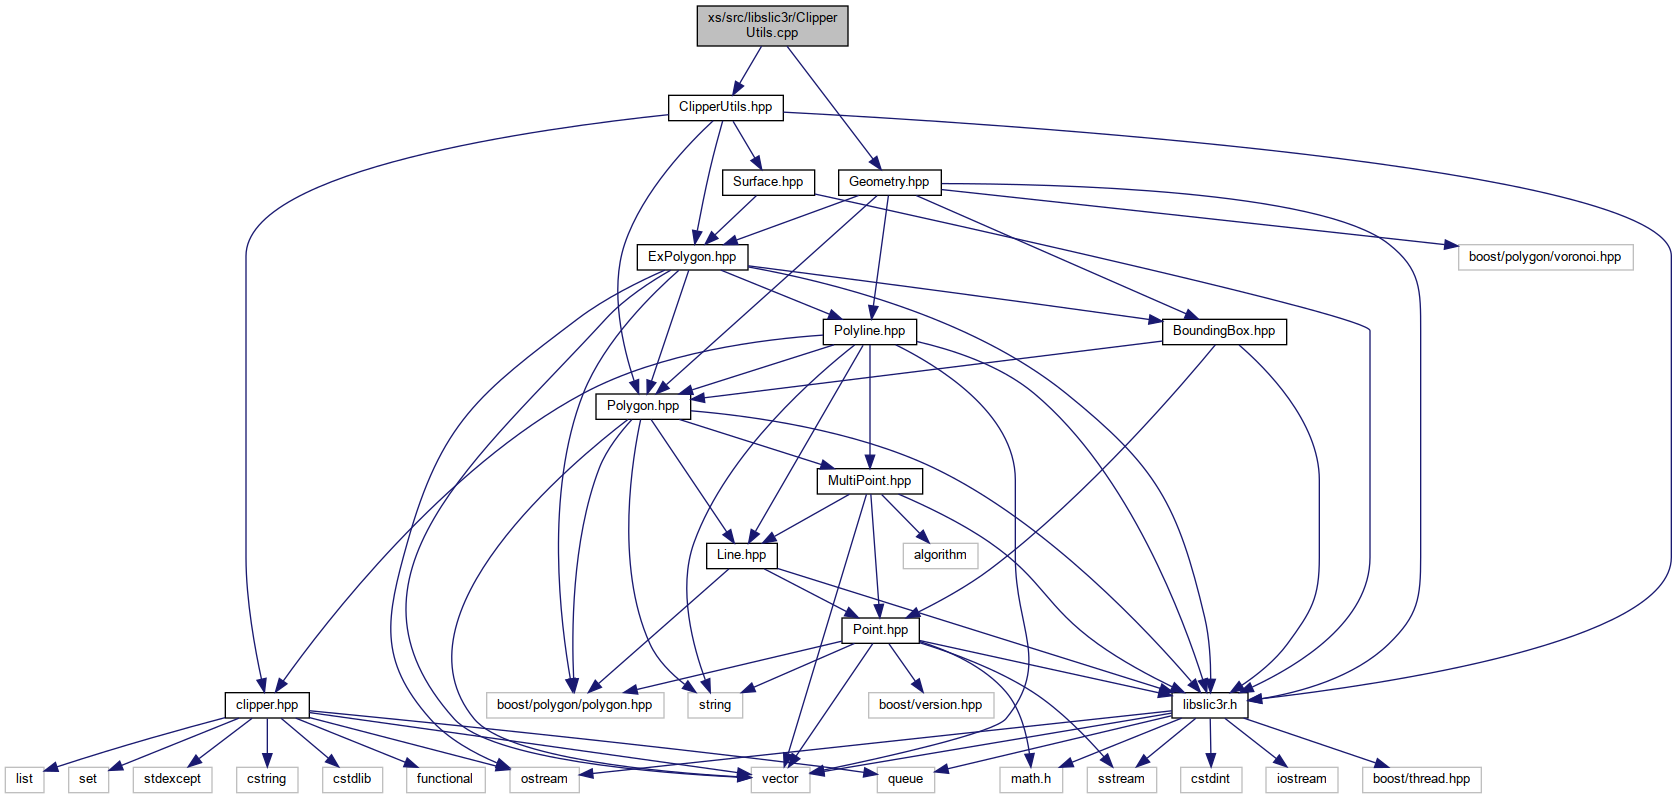 xs/src/libslic3r/Clipper
Utils.cpp
ClipperUtils.hpp
Surface.hpp
Geometry.hpp
ExPolygon.hpp
boost/polygon/voronoi.hpp
Polyline.hpp
BoundingBox.hpp
Polygon.hpp
MultiPoint.hpp
Line.hpp
algorithm
Point.hpp
clipper.hpp
boost/polygon/polygon.hpp
string
boost/version.hpp
libslic3r.h
list
set
stdexcept
cstring
cstdlib
functional
ostream
vector
queue
math.h
sstream
cstdint
iostream
boost/thread.hpp